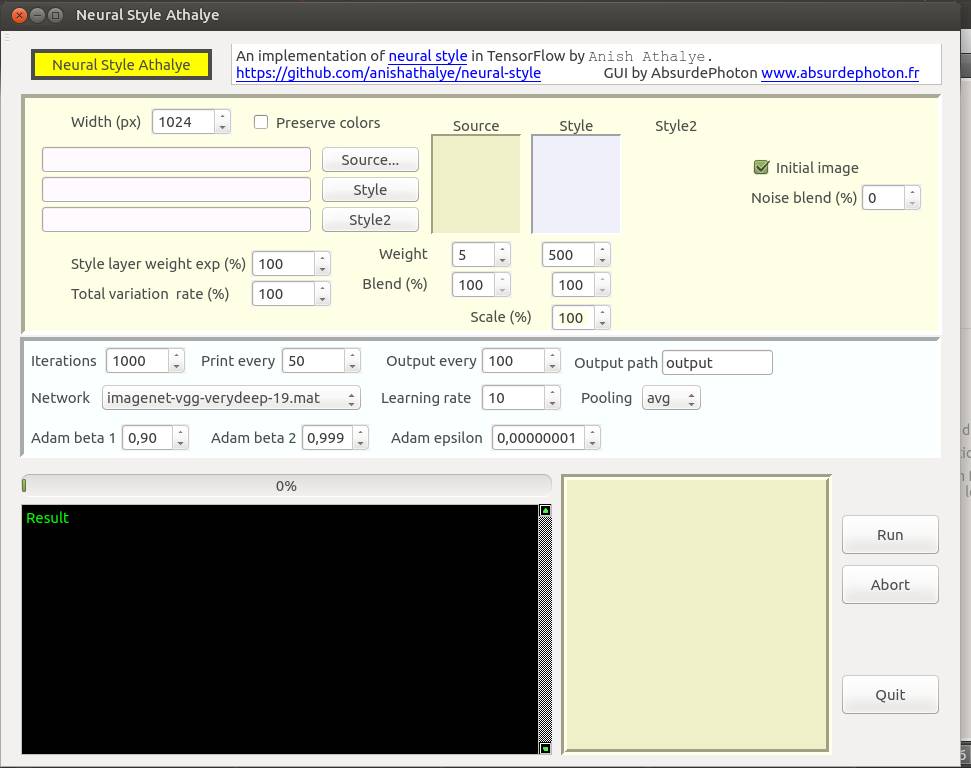 Neural Style Athalye
Neural Style Athalye
An implementation of neural style in TensorFlow by Anish Athalye.
https://github.com/anishathalye/neural-style GUI by AbsurdePhoton www.absurdephoton.fr
Width (px) 1024 Preserve colors
Source Style Style2
Source...
Style
Style2
Initial image
Noise blend (%) 0
Weight 5 500
Style layer weight exp (%) 100
Blend (%) 100 100
Total variation rate (%) 100
Scale (%) 100
Iterations 1000 Print every 50 Output every 100 Output path output
Network imagenet-vgg-verydeep-19.mat Learning rate 10 Pooling avg
Adam beta 1 0,90 Adam beta 2 0,999 Adam epsilon 0,00000001
0%
Result
Run
Abort
Quit